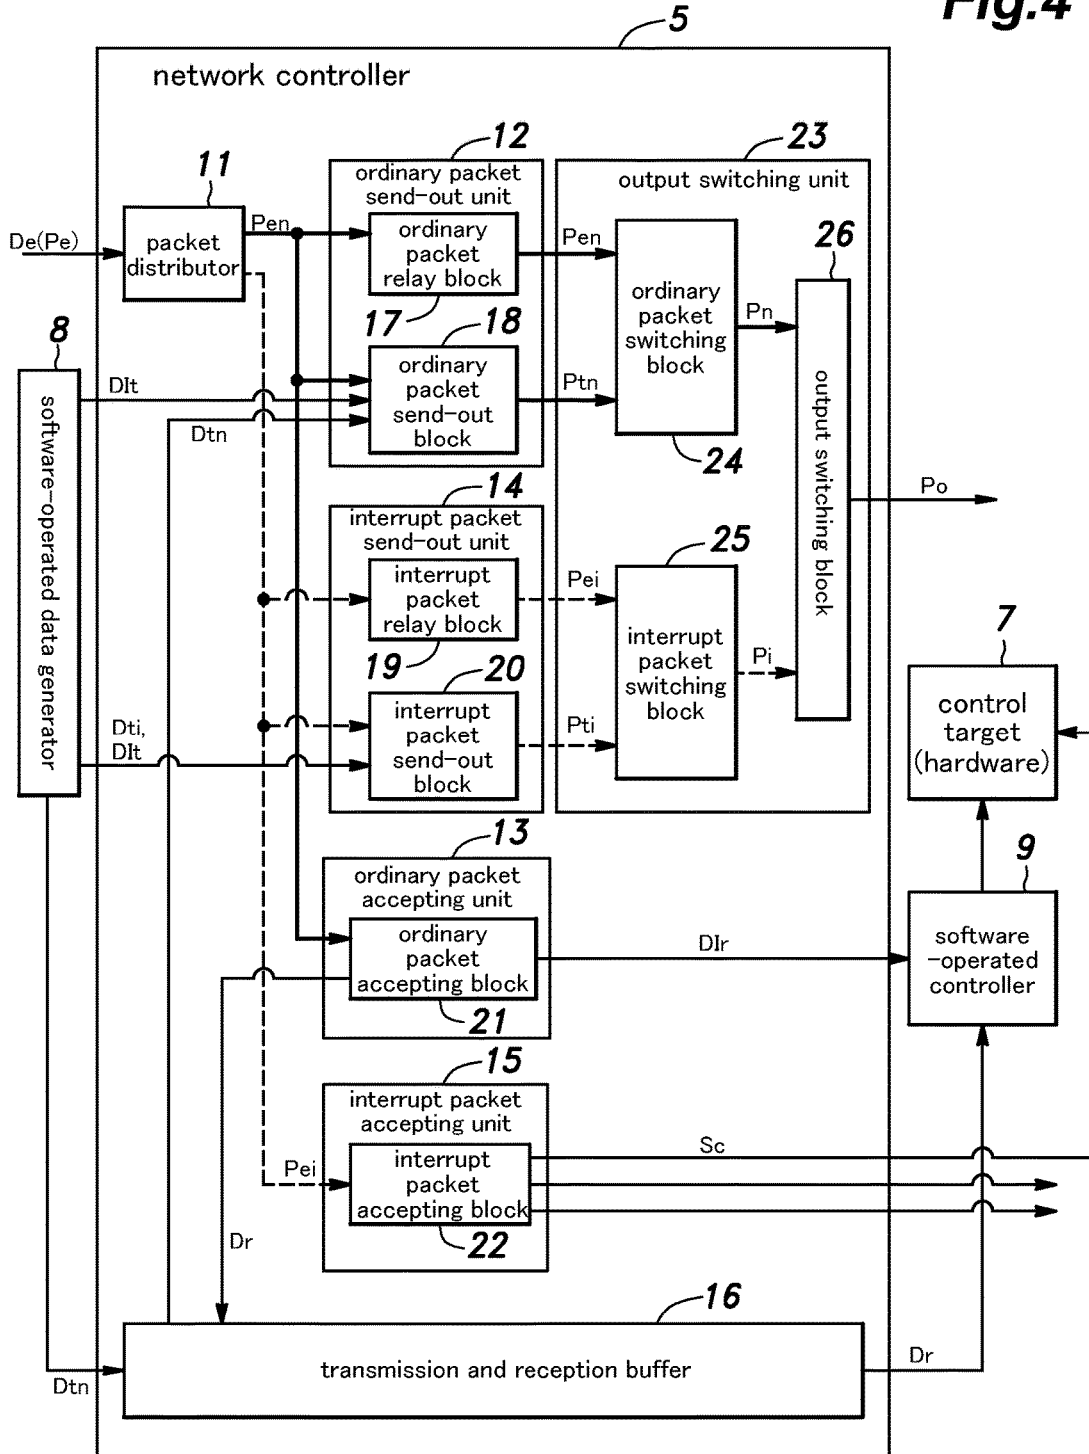 Fig.4
5
network controller
11
De(Pe)
packet
distributor
Pen
12
ordinary packet
send-out unit
ordinary
packet
relay block
17
18
ordinary
packet
send-out
block
23
output switching unit
Pen
Ptn
ordinary
packet
switching
block
24
Pn
26
output switching block
Po
8
software-operated data generator
DIt
Dtn
14
interrupt packet
send-out unit
interrupt
packet
relay block
19
20
interrupt
packet
send-out
block
Dti,
DIt
25
Pei
Pti
interrupt
packet
switching
block
Pi
7
control
target
(hardware)
13
ordinary packet
accepting unit
ordinary
packet
accepting block
21
DIr
9
software
-operated
controller
15
interrupt packet
accepting unit
Pei
interrupt
packet
accepting block
22
Sc
Dr
16
transmission and reception buffer
Dtn
Dr